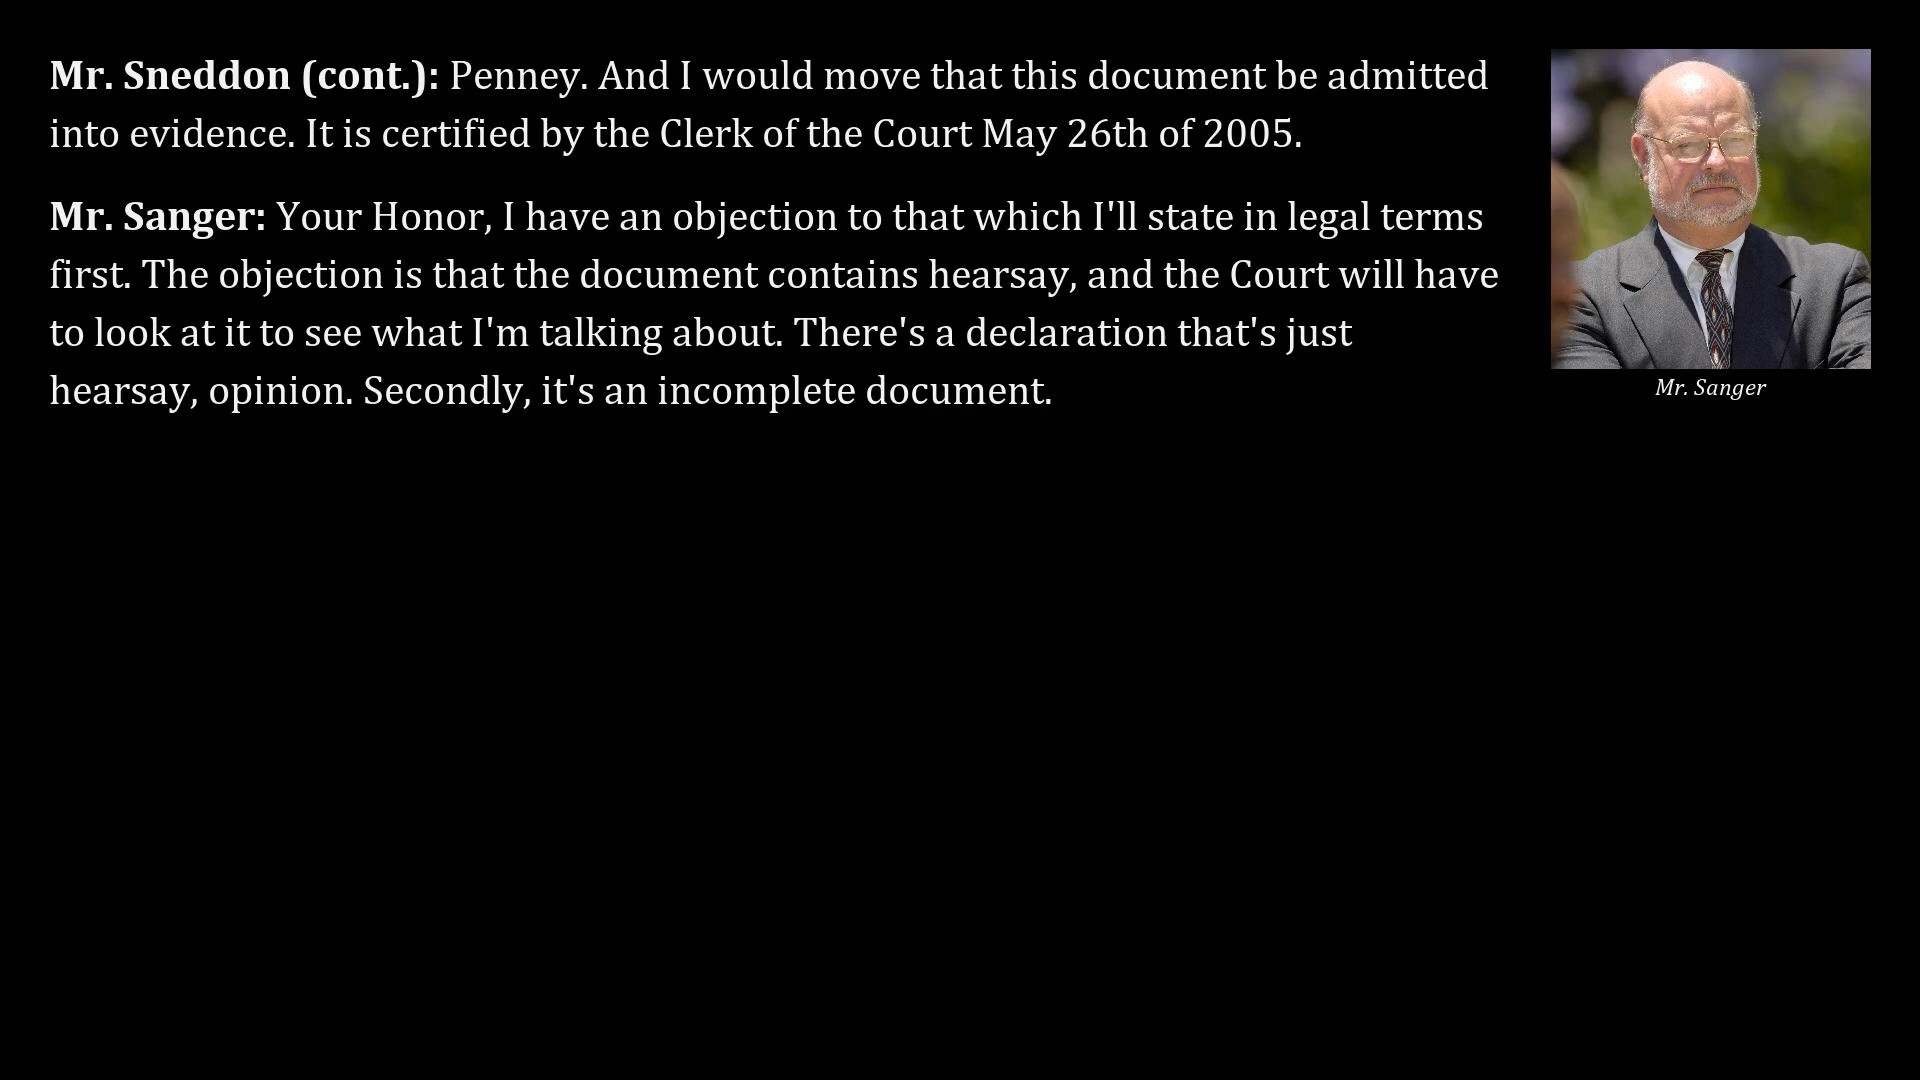 Mr. Sneddon (cont.): Penney. And I would move that this document be admitted
into evidence. It is certified by the Clerk of the Court May 26th of 2005.
Mr. Sanger: Your Honor, I have an objection to that which I'll state in legal terms
first. The objection is that the document contains hearsay, and the Court will have
to look at it to see what I'm talking about. There's a declaration that's just
hearsay, opinion. Secondly, it's an incomplete document.
Mr. Sanger